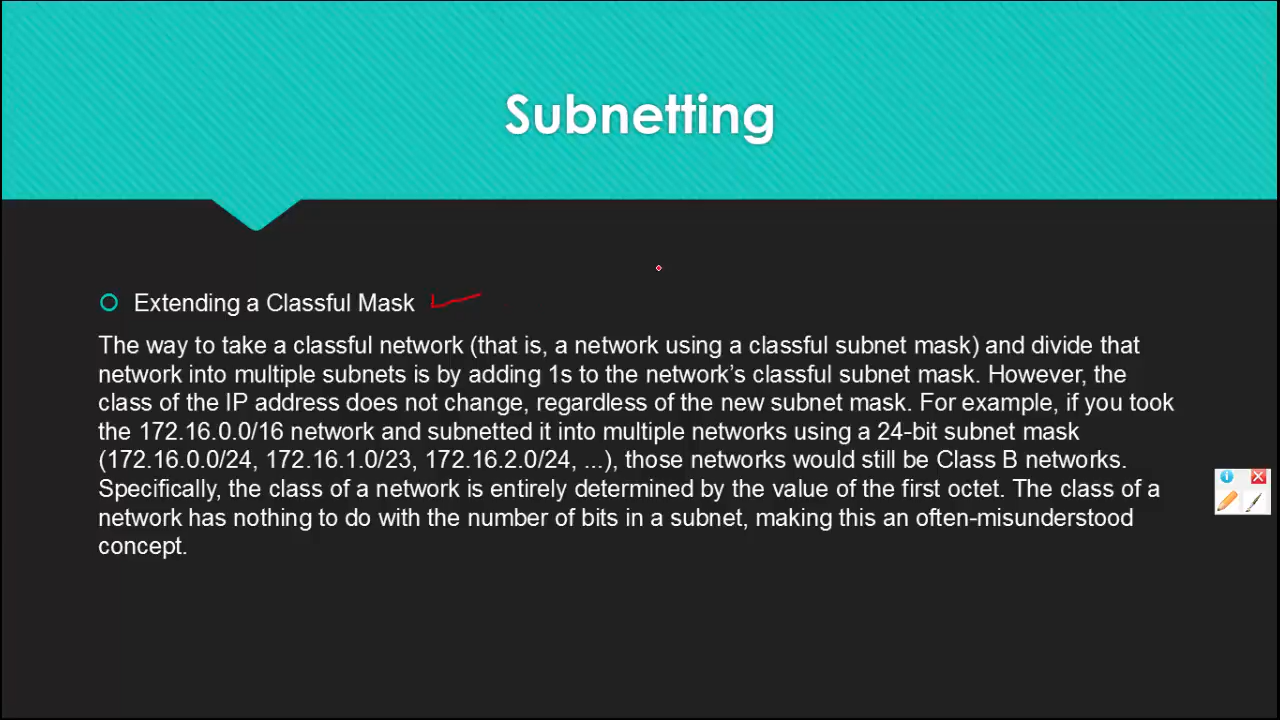 Subnetting
Extending a Classful Mask
The way to take a classful network (that is, a network using a classful subnet mask) and divide that
network into multiple subnets is by adding 1s to the network’s classful subnet mask. However, the
class of the IP address does not change, regardless of the new subnet mask. For example, if you took
the 172.16.0.0/16 network and subnetted it into multiple networks using a 24-bit subnet mask
(172.16.0.0/24, 172.16.1.0/23, 172.16.2.0/24, ...), those networks would still be Class B networks.
Specifically, the class of a network is entirely determined by the value of the first octet. The class of a
network has nothing to do with the number of bits in a subnet, making this an often-misunderstood
concept.